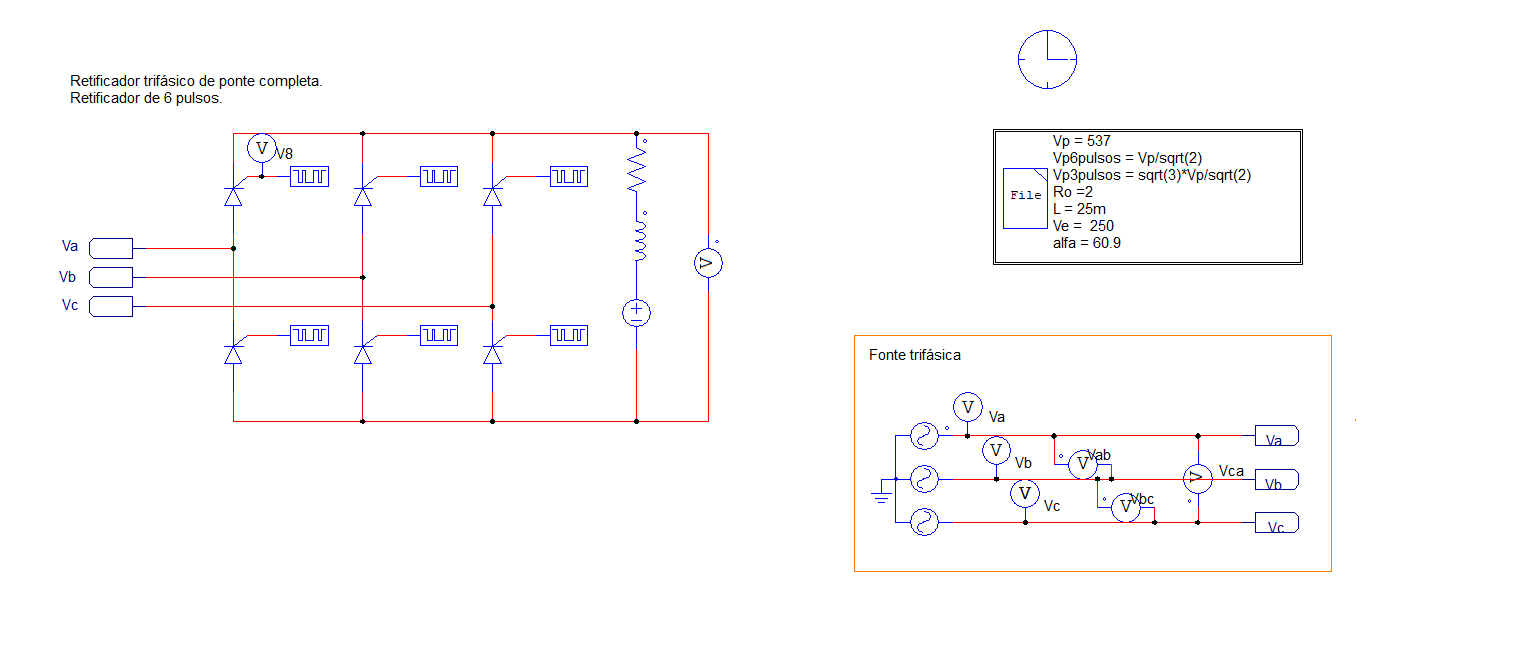 Retificador trifásico de ponte completa.
Retificador de 6 pulsos.
V
V8
Va
Vb
Vc
V
File
Vp = 537
Vp6pulsos = Vp/sqrt(2)
Vp3pulsos = sqrt(3)*Vp/sqrt(2)
Ro =2
L = 25m
Ve =  250
alfa = 60.9
Fonte trifásica
V
Va
V
Vb
V
Vc
V
Vab
V
Vbc
V
Vca
Va
Vb
Vc